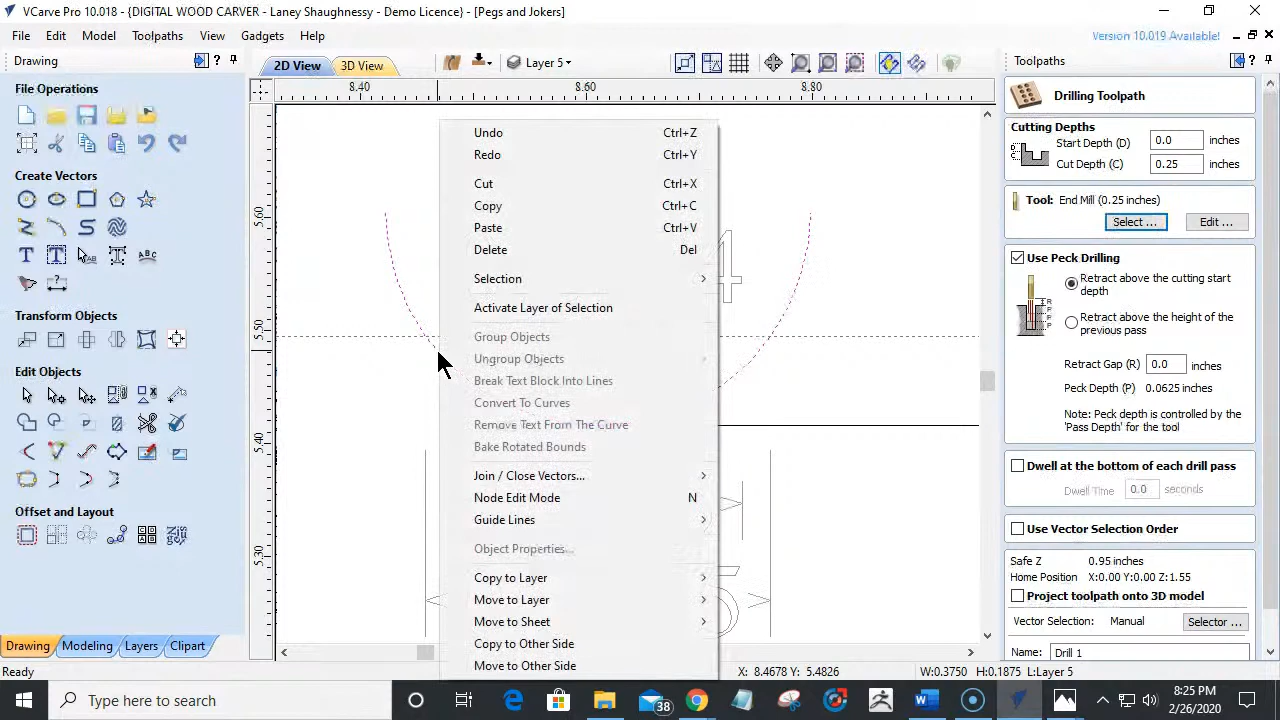 VCarve Pro 10.018 - {DIGITAL WOOD CARVER - Laney Shaughnessy - Demo Licence} - [Pegs and Jokers]
File Edit Model Toolpaths View Gadgets Help
Version 10.019 Available!
Drawing
File Operations
Create Vectors
Transform Objects
Edit Objects
Offset and Layout
Drawing Modeling Layers Clipart
Ready
2D View 3D View
Layer 5
8.40 8.60 8.80
5.60
5.50
5.40
5.30
4
Undo Ctrl+Z
Redo Ctrl+Y
Cut Ctrl+X
Copy Ctrl+C
Paste Ctrl+V
Delete Del
Selection
Activate Layer of Selection
Group Objects
Ungroup Objects
Break Text Block Into Lines
Convert To Curves
Remove Text From The Curve
Bake Rotated Bounds
Join / Close Vectors...
Node Edit Mode N
Guide Lines
Object Properties...
Copy to Layer
Move to Layer
Move to Sheet
Copy to Other Side
Move to Other Side
X: 8.4678 Y: 5.4826
W:0.3750 H:0.1875 L:Layer 5
Toolpaths
Drilling Toolpath
Cutting Depths
Start Depth (D) 0.0 inches
Cut Depth (C) 0.25 inches
Tool: End Mill (0.25 inches)
Select ... Edit ...
Use Peck Drilling
Retract above the cutting start
depth
Retract above the height of the
previous pass
Retract Gap (R) 0.0 inches
Peck Depth (P) 0.0625 inches
Note: Peck depth is controlled by the
'Pass Depth' for the tool
Dwell at the bottom of each drill pass
Dwell Time 0.0 seconds
Use Vector Selection Order
Safe Z 0.95 inches
Home Position X:0.00 Y:0.00 Z:1.55
Project toolpath onto 3D model
Vector Selection: Manual Selector ...
Name: Drill 1
Type here to search
38
8:25 PM
2/26/2020